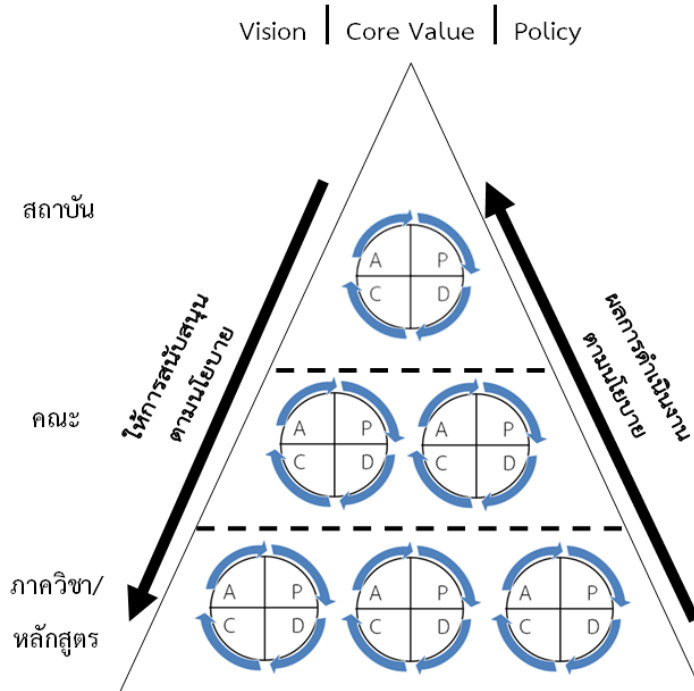 Vision | Core Value | Policy
สถาบัน
A P
C D
ให้การสนับสนุน
ตามนโยบาย
ผลการดำเนินงาน
ตามนโยบาย
คณะ
A P A P
C D C D
ภาควิชา/
หลักสูตร
A P A P A P
C D C D C D